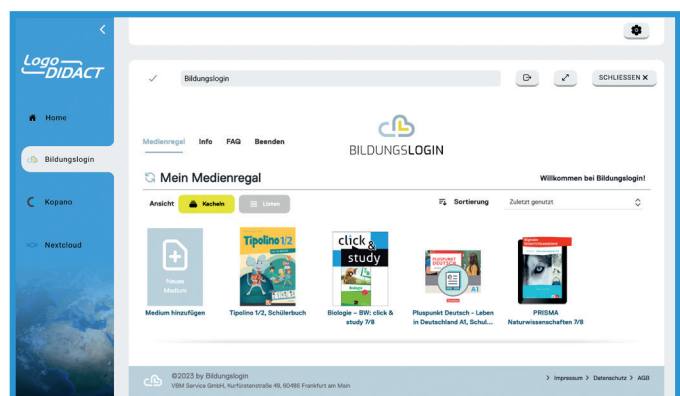 Logo
DIDACT
Home
Bildungslogin
Kopano
Nextcloud
Bildungslogin
SCHLIESSEN X
Medienregal Info FAQ Beenden
BILDUNGSLOGIN
Mein Medienregal
Willkommen bei Bildungslogin!
Ansicht Kacheln Listen
Sortierung Zuletzt genutzt
Neues
Medium
Tipolino 1/2
click &
study
Biologie
PLUSPUNKT
DEUTSCH
A1
Medium hinzufügen
Tipolino 1/2, Schülerbuch
Biologie – BW: click &
study 7/8
Pluspunkt Deutsch - Leben
in Deutschland A1, Schul...
PRISMA
Naturwissenschaften 7/8
©2023 by Bildungslogin
VBM Service GmbH, Kurfürstenstraße 49, 60486 Frankfurt am Main
> Impressum > Datenschutz > AGB